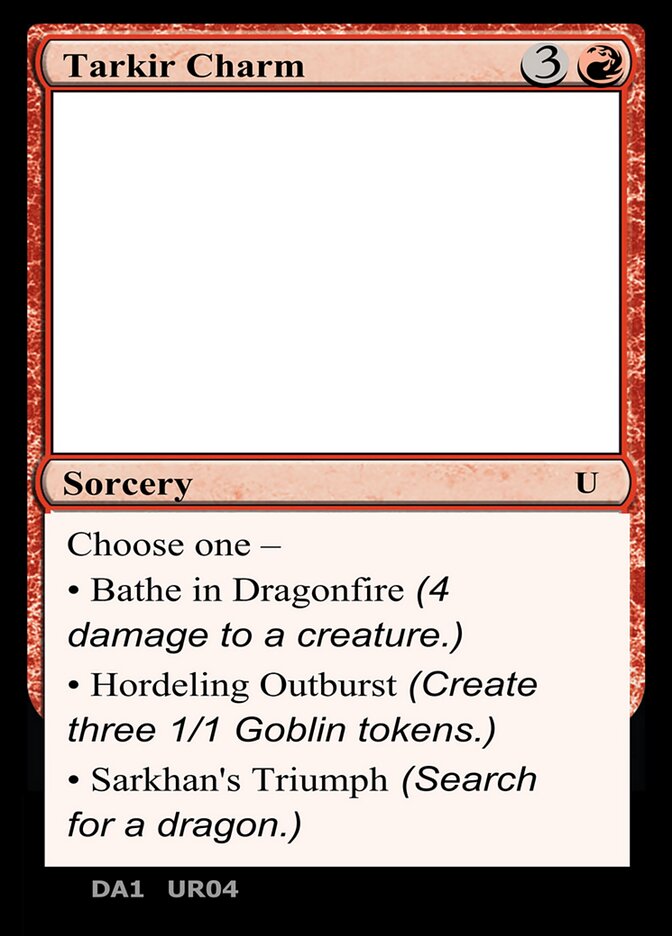 Tarkir Charm 3
Sorcery U
Choose one –
• Bathe in Dragonfire (4
damage to a creature.)
• Hordeling Outburst (Create
three 1/1 Goblin tokens.)
• Sarkhan's Triumph (Search
for a dragon.)
DA1 UR04